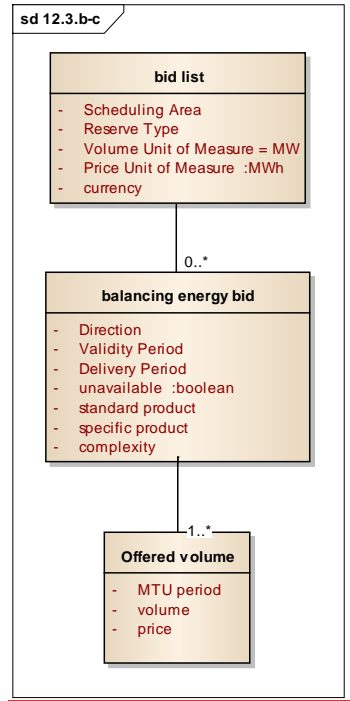 sd 12.3.b-c
bid list
- Scheduling Area
- Reserve Type
- Volume Unit of Measure = MW
- Price Unit of Measure :MWh
- currency
0..*
balancing energy bid
- Direction
- Validity Period
- Delivery Period
- unavailable :boolean
- standard product
- specific product
- complexity
1..*
Offered volume
- MTU period
- volume
- price